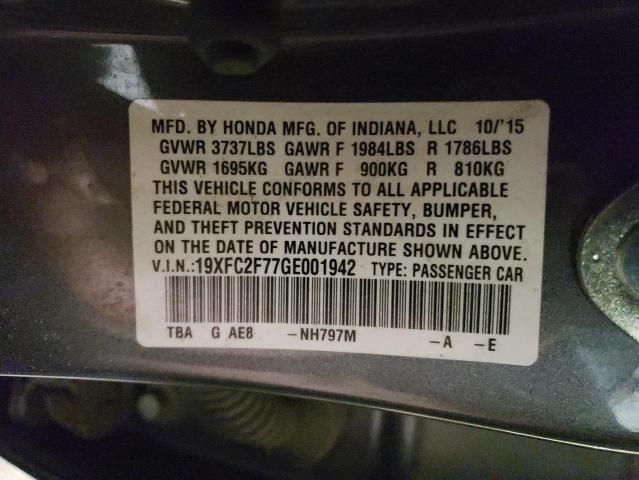 MFD. BY HONDA MFG. OF INDIANA, LLC 10/'15
GVWR 3737LBS GAWR F 1984LBS R 1786LBS
GVWR 1695KG GAWR F 900KG R 810KG
THIS VEHICLE CONFORMS TO ALL APPLICABLE
FEDERAL MOTOR VEHICLE SAFETY, BUMPER,
AND THEFT PREVENTION STANDARDS IN EFFECT
ON THE DATE OF MANUFACTURE SHOWN ABOVE.
V.I.N.:19XFC2F77GE001942 TYPE: PASSENGER CAR
TBA G AE8 -NH797M -A -E